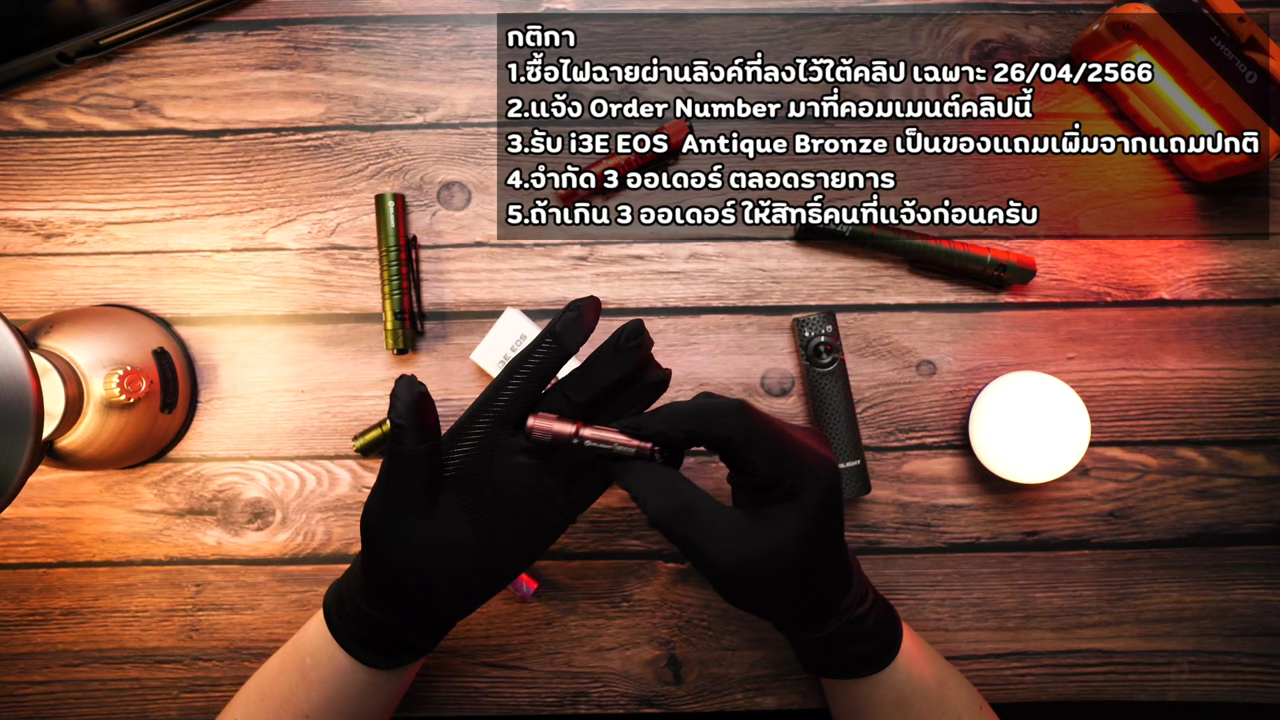 กติกา
1.ซื้อไฟฉายผ่านลิงค์ที่ลงไว้ใต้คลิป เฉพาะ 26/04/2566
2.แจ้ง Order Number มาที่คอมเมนต์คลิปนี้
3.รับ i3E EOS  Antique Bronze เป็นของแถมเพิ่มจากแถมปกติ
4.จำกัด 3 ออเดอร์ ตลอดรายการ
5.ถ้าเกิน 3 ออเดอร์ ให้สิทธิ์คนที่แจ้งก่อนครับ
OLIGHT
i3E EOS
OLIGHT